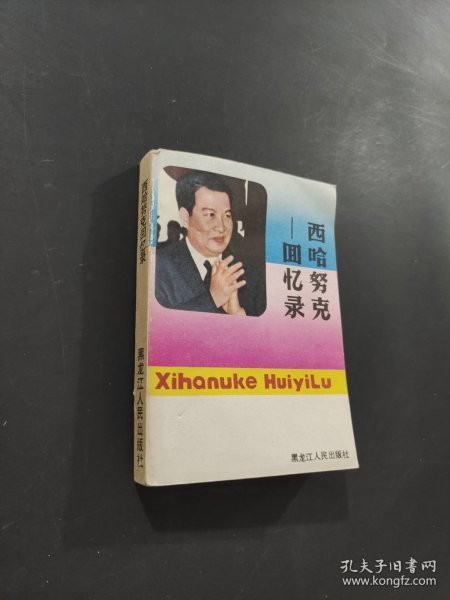 西哈努克
—回忆录
Xihanuke HuiyiLu
黑龙江人民出版社
西哈努克回忆录
黑龙江人民出版社
孔夫子旧书网
www.kongfz.com